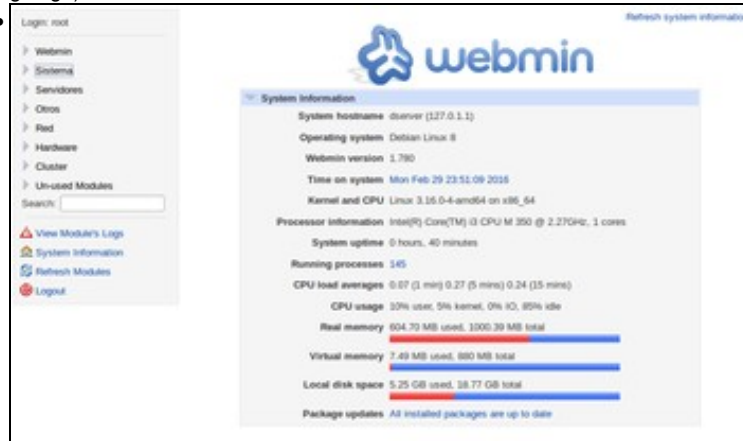 Login: root
Webmin
Sistema
Servidores
Otros
Red
Hardware
Cluster
Un-used Modules
Search:
View Module's Logs
System Information
Refresh Modules
Logout
Refresh system information
webmin
System Information
System hostname dserver (127.0.1.1)
Operating system Debian Linux 8
Webmin version 1.780
Time on system Mon Feb 29 23:51:09 2016
Kernel and CPU Linux 3.16.0-4-amd64 on x86_64
Processor information Intel(R) Core(TM) i3 CPU M 350 @ 2.27GHz, 1 cores
System uptime 0 hours, 40 minutes
Running processes 145
CPU load averages 0.07 (1 min) 0.27 (5 mins) 0.24 (15 mins)
CPU usage 10% user, 5% kernel, 0% IO, 85% idle
Real memory 604.70 MB used, 1000.39 MB total
Virtual memory 7.49 MB used, 880 MB total
Local disk space 5.25 GB used, 18.77 GB total
Package updates All installed packages are up to date